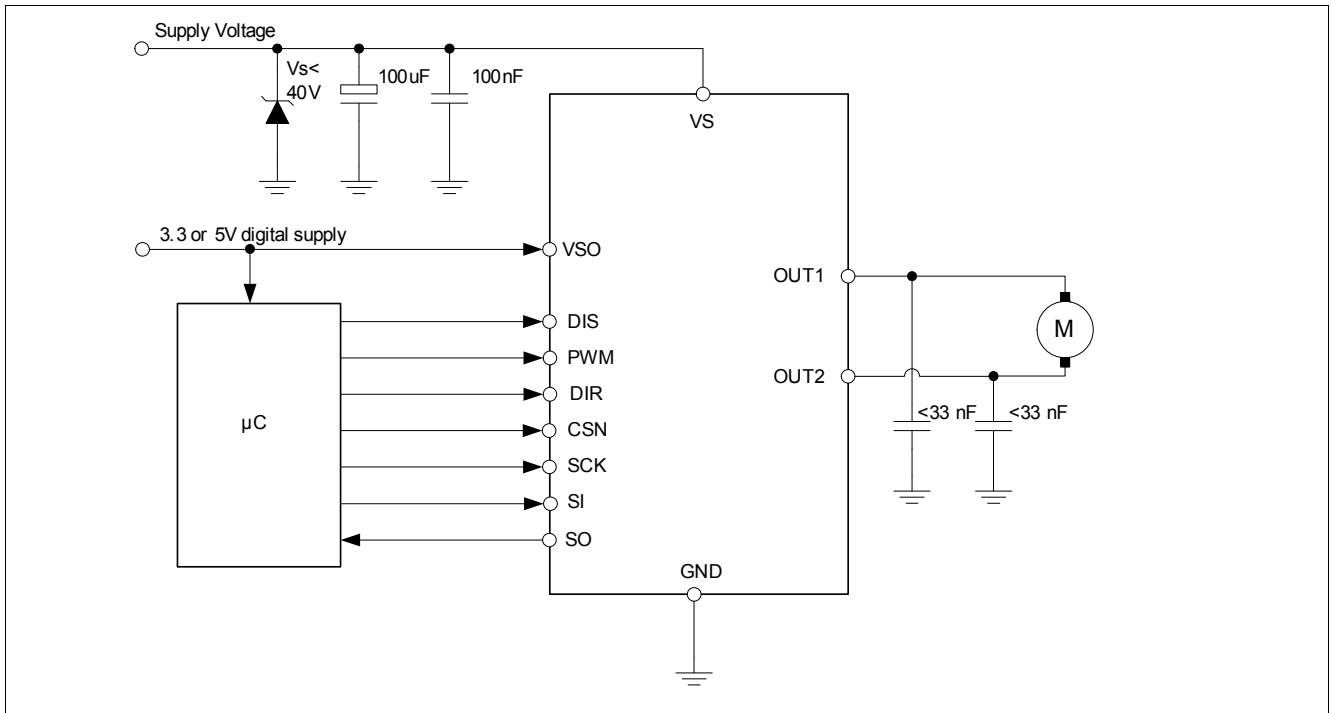 Supply Voltage
Vs<
40V
100uF
100nF
VS
3.3 or 5V digital supply
VSO
OUT1
DIS
M
PWM
OUT2
DIR
µC
<33 nF
<33 nF
CSN
SCK
SI
SO
GND